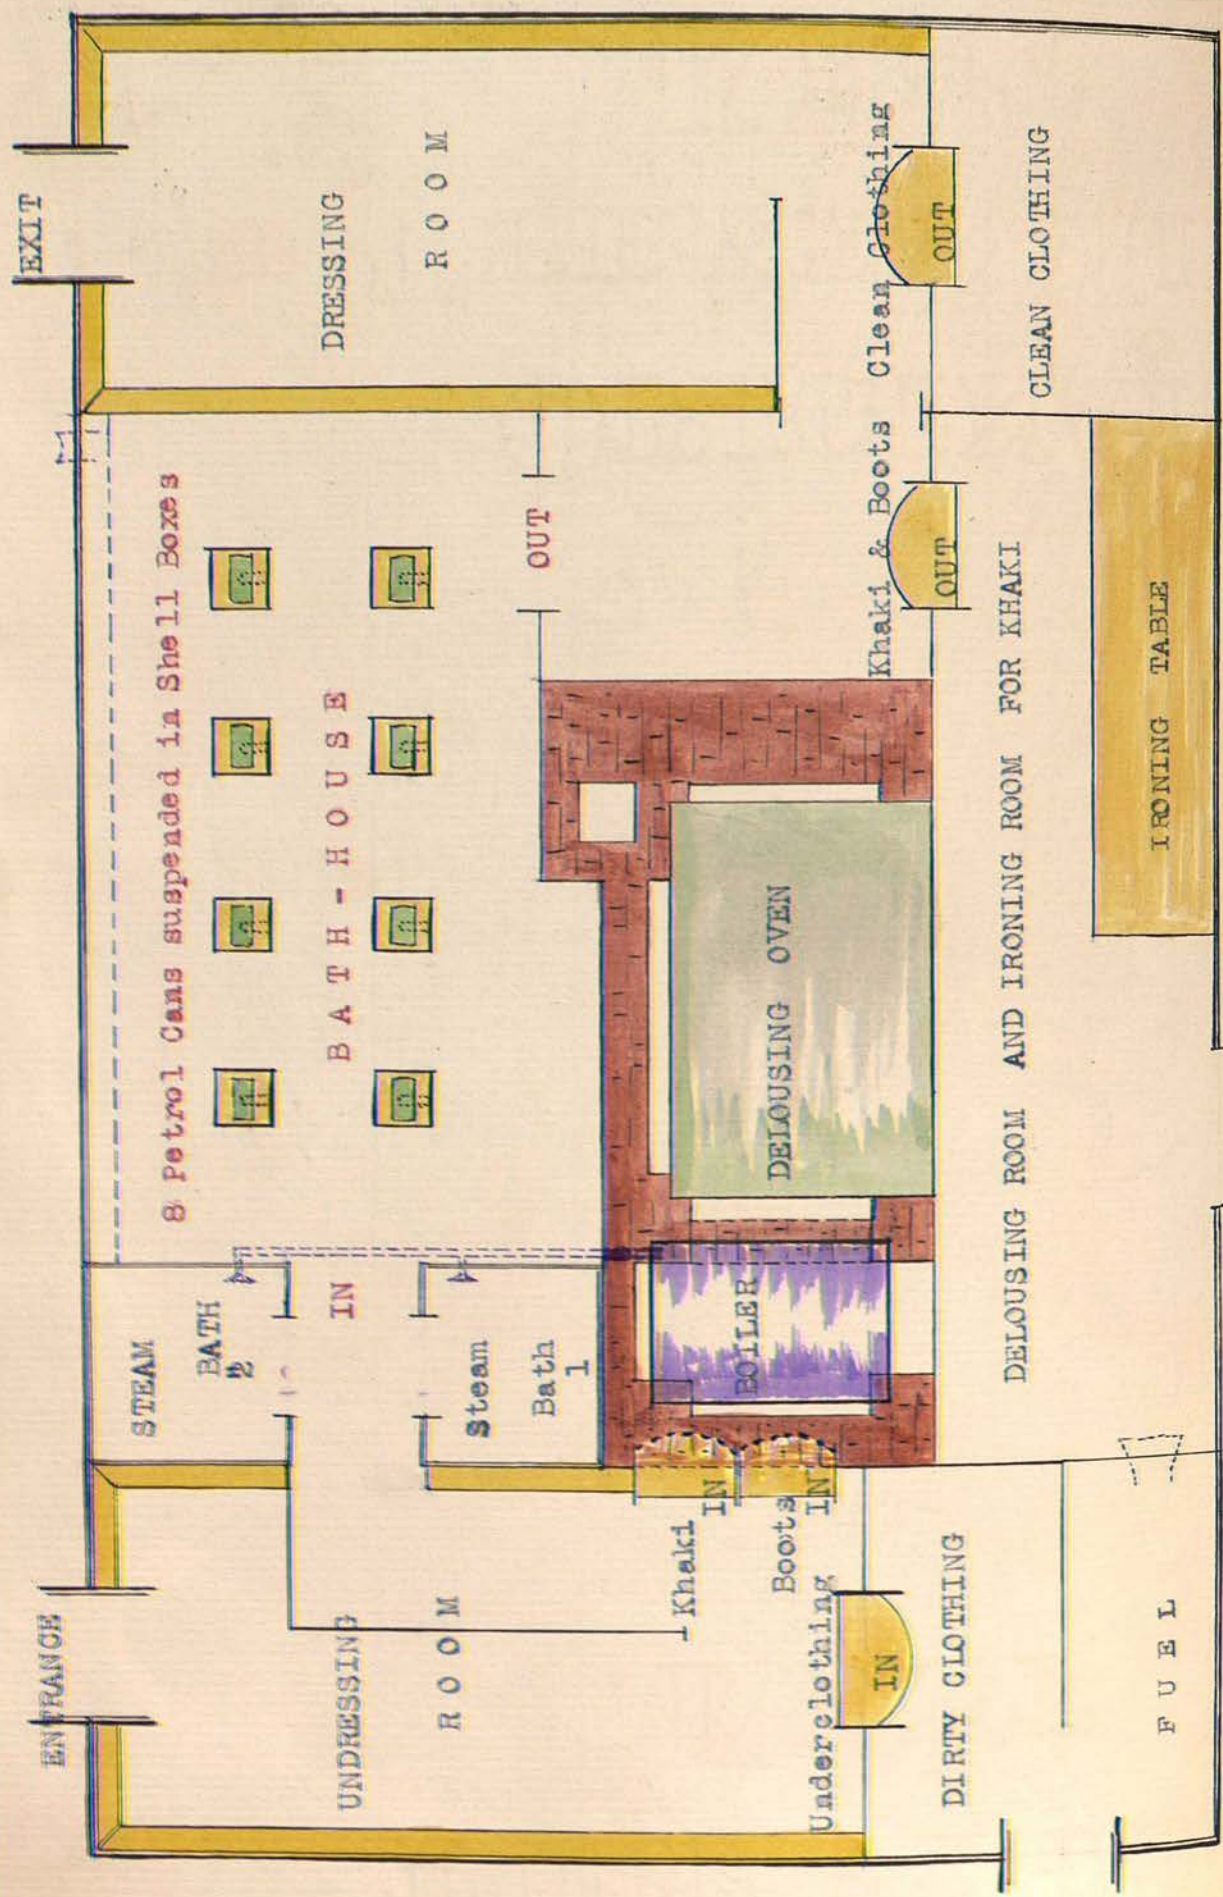 ENTRANCE
EXIT
UNDRESSING
ROOM
STEAM
BATH
2
IN
Steam
Bath
1
8 Petrol Cans suspended in Shell Boxes
BATH-HOUSE
OUT
DRESSING
ROOM
Khaki
IN
Boots
IN
Underclothing
IN
BOILER
DELOUSING OVEN
Khaki & Boots
OUT
Clean Clothing
OUT
DIRTY CLOTHING
FUEL
DELOUSING ROOM AND IRONING ROOM FOR KHAKI
IRONING TABLE
CLEAN CLOTHING